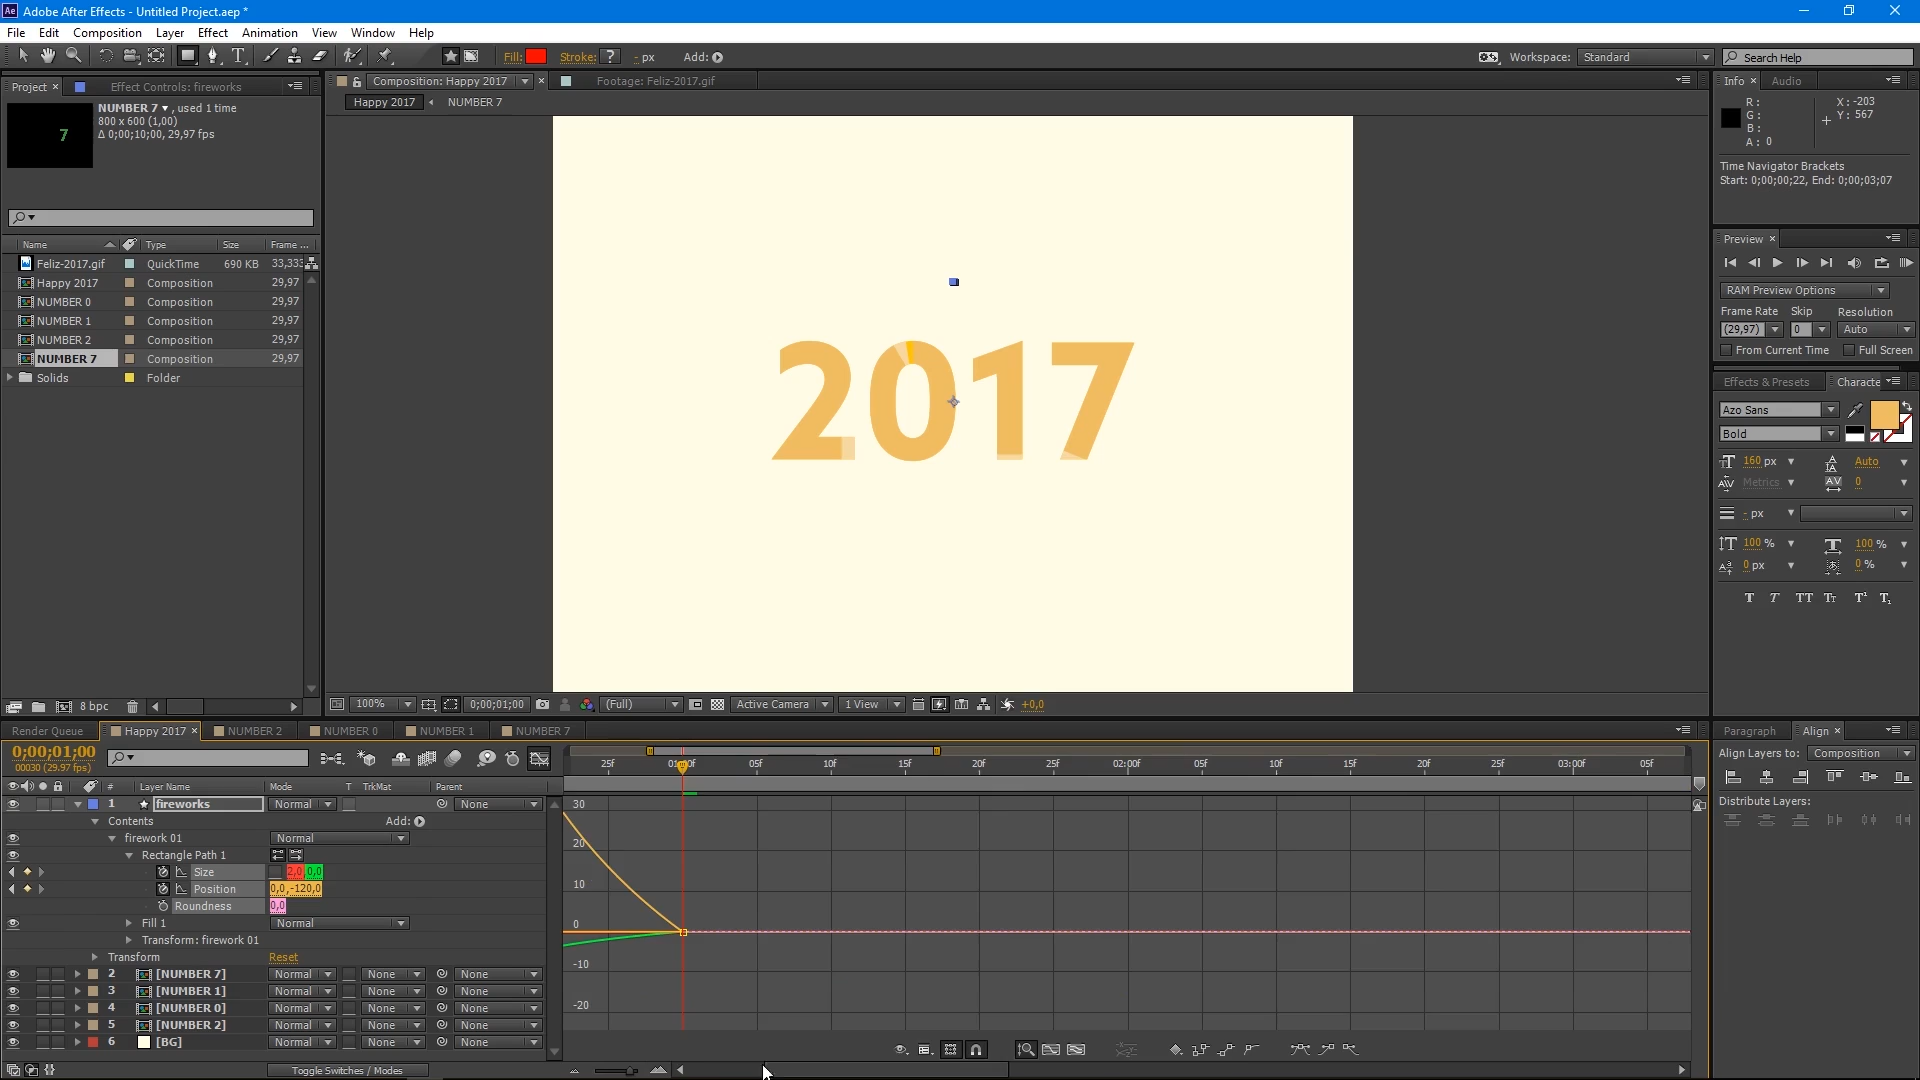 Adobe After Effects - Untitled Project.aep *
File Edit Composition Layer Effect Animation View Window Help
Fill: Stroke: ? - px Add: Workspace: Standard Search Help
Project × Effect Controls: fireworks
NUMBER 7 ▾, used 1 time
800 x 600 (1,00)
Δ 0;00;10;00, 29,97 fps
7
Name Type Size Frame ...
Feliz-2017.gif QuickTime 690 KB 33,333
Happy 2017 Composition 29,97
NUMBER 0 Composition 29,97
NUMBER 1 Composition 29,97
NUMBER 2 Composition 29,97
NUMBER 7 Composition 29,97
Solids Folder
8 bpc
Composition: Happy 2017 × Footage: Feliz-2017.gif
Happy 2017 NUMBER 7
2017
100% 0;00;01;00 (Full) Active Camera 1 View +0,0
Info × Audio
R: X: -203
G: Y: 567
B:
A: 0
Time Navigator Brackets
Start: 0;00;00;22, End: 0;00;03;07
Preview ×
RAM Preview Options
Frame Rate Skip Resolution
(29,97) 0 Auto
From Current Time Full Screen
Effects & Presets Characte
Azo Sans
Bold
160 px Auto
Metrics 0
- px
100 % 100 %
0 px 0 %
T T TT Tт T¹ T₁
Render Queue Happy 2017 × NUMBER 2 NUMBER 0 NUMBER 1 NUMBER 7
0;00;01;00
00030 (29.97 fps)
25f 01:00f 05f 10f 15f 20f 25f 02:00f 05f 10f 15f 20f 25f 03:00f 05f
# Layer Name Mode T TrkMat Parent
1 fireworks Normal None
Contents Add:
firework 01 Normal
Rectangle Path 1
Size 2,0,0,0
Position 0,0,-120,0
Roundness 0,0
Fill 1 Normal
Transform: firework 01
Transform Reset
2 [NUMBER 7] Normal None None
3 [NUMBER 1] Normal None None
4 [NUMBER 0] Normal None None
5 [NUMBER 2] Normal None None
6 [BG] Normal None None
Toggle Switches / Modes
30
20
10
0
-10
-20
Paragraph Align ×
Align Layers to: Composition
Distribute Layers: